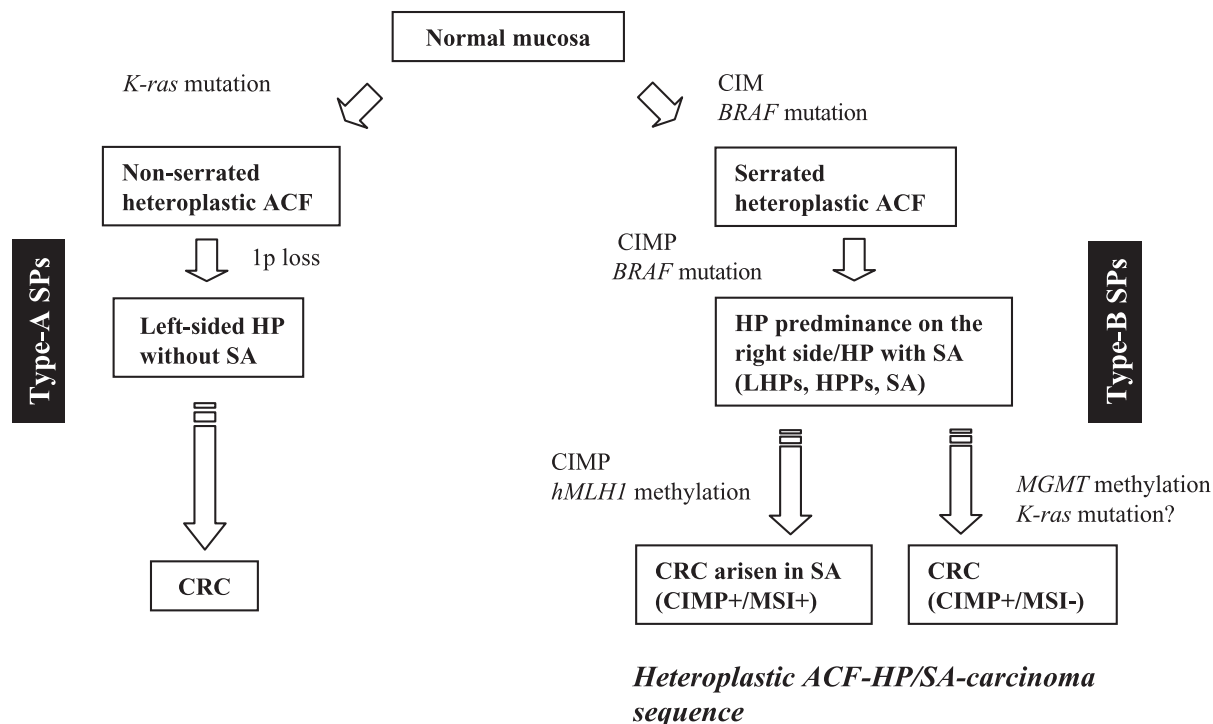 Normal mucosa
K-ras mutation
CIM
BRAF mutation
Non-serrated
heteroplastic ACF
Serrated
heteroplastic ACF
Type-A SPs
1p loss
CIMP
BRAF mutation
Type-B SPs
Left-sided HP
without SA
HP predminance on the
right side/HP with SA
(LHPs, HPPs, SA)
CIMP
hMLH1 methylation
MGMT methylation
K-ras mutation?
CRC
CRC arisen in SA
(CIMP+/MSI+)
CRC
(CIMP+/MSI-)
Heteroplastic ACF-HP/SA-carcinoma
sequence